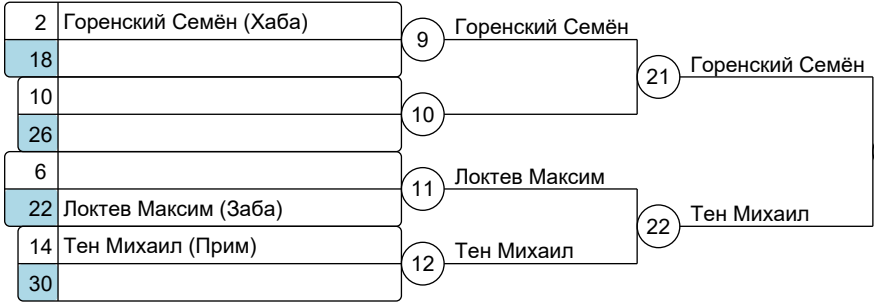 2 Горенский Семён (Хаба)
18
9 Горенский Семён
10
26
10
21 Горенский Семён
6
22 Локтев Максим (Заба)
11 Локтев Максим
14 Тен Михаил (Прим)
30
12 Тен Михаил
22 Тен Михаил